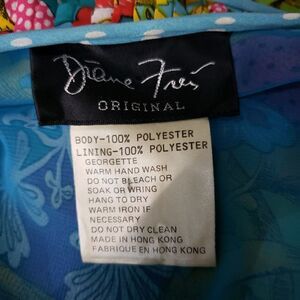 Diane Freis
ORIGINAL
BODY-100% POLYESTER
LINING-100% POLYESTER
GEORGETTE
WARM HAND WASH
DO NOT BLEACH OR
SOAK OR WRING
HANG TO DRY
WARM IRON IF
NECESSARY
DO NOT DRY CLEAN
MADE IN HONG KONG
FABRIQUE EN HONG KONG